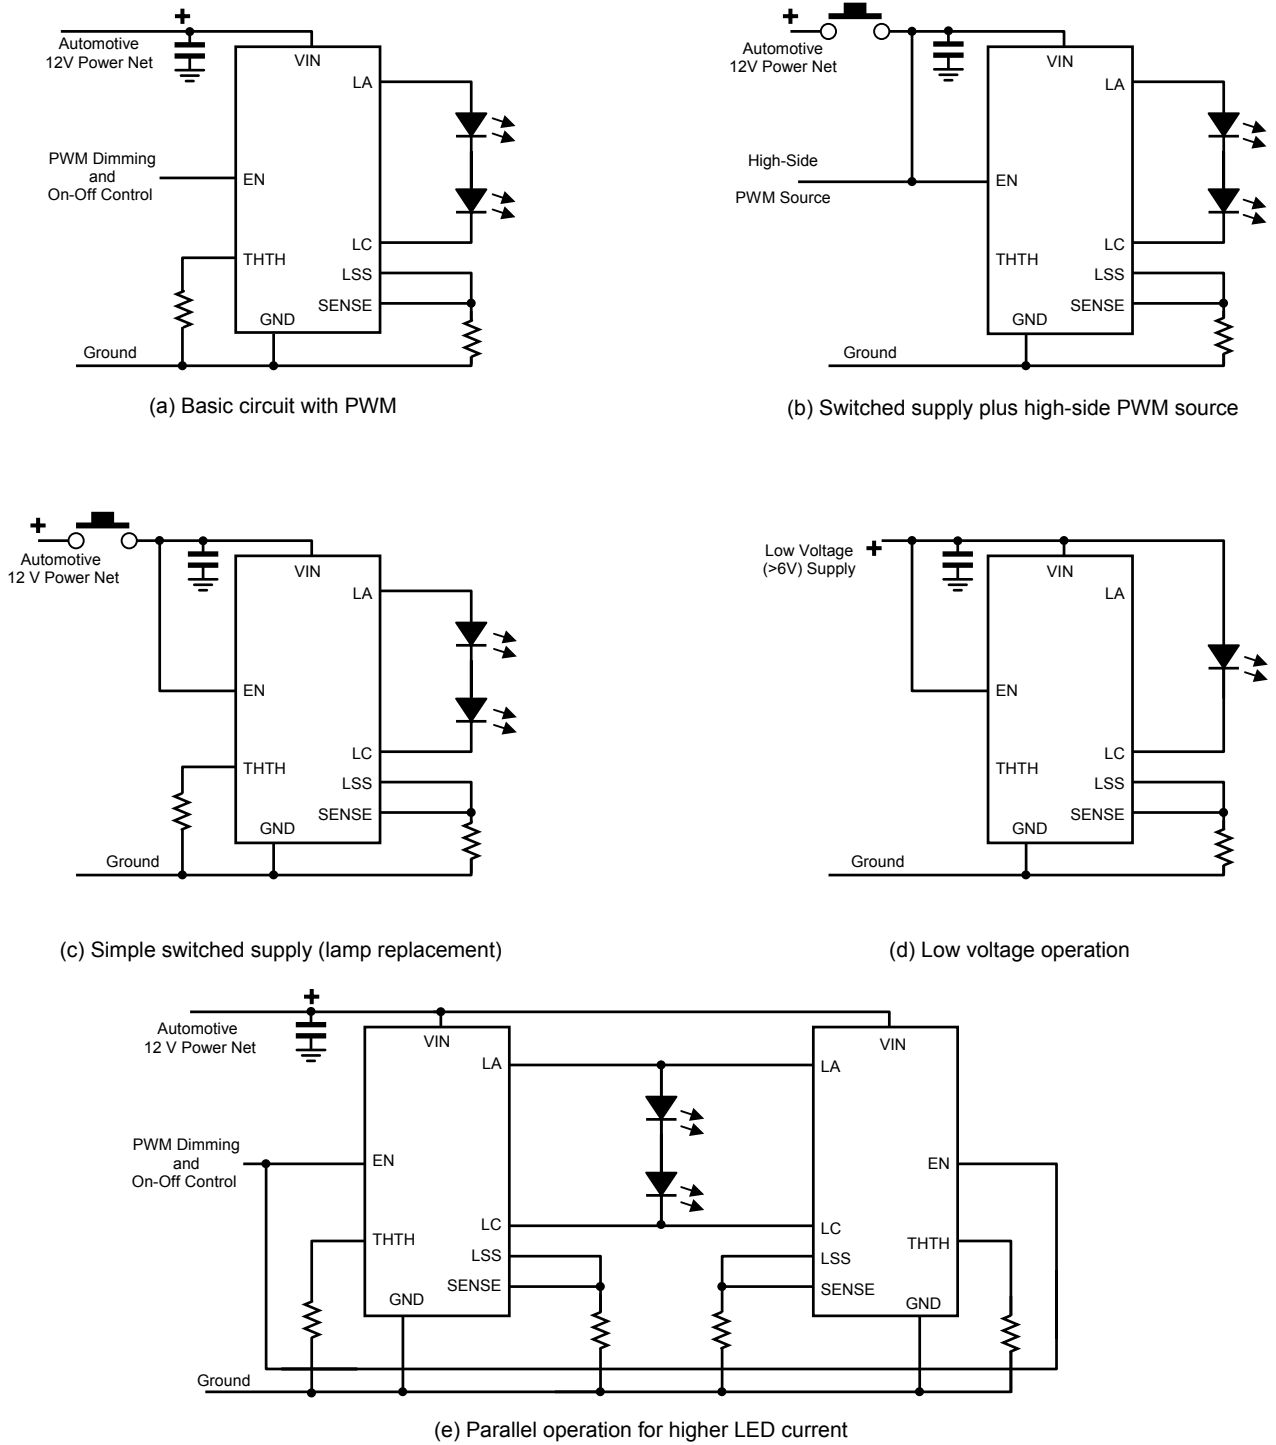 +
Automotive
12V Power Net
VIN
LA
PWM Dimming
and
On-Off Control
EN
LC
THTH
LSS
SENSE
GND
Ground
(a) Basic circuit with PWM
+
Automotive
12V Power Net
VIN
LA
High-Side
PWM Source
EN
LC
THTH
LSS
SENSE
GND
Ground
(b) Switched supply plus high-side PWM source
+
Automotive
12 V Power Net
VIN
LA
EN
LC
THTH
LSS
SENSE
GND
Ground
(c) Simple switched supply (lamp replacement)
Low Voltage +
(>6V) Supply
VIN
LA
EN
LC
THTH
LSS
SENSE
GND
Ground
(d) Low voltage operation
+
Automotive
12 V Power Net
VIN
LA
PWM Dimming
and
On-Off Control
EN
LC
THTH
LSS
SENSE
GND
VIN
LA
EN
LC
THTH
LSS
SENSE
GND
Ground
(e) Parallel operation for higher LED current